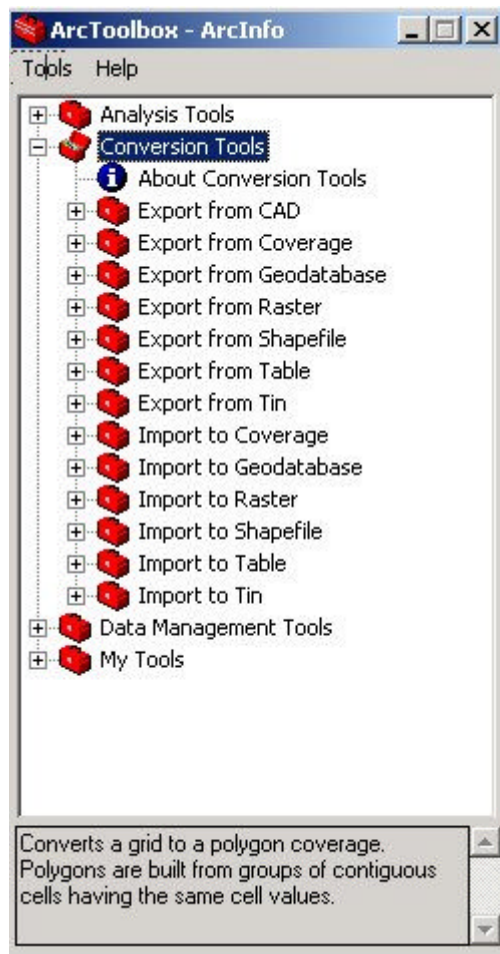 ArcToolbox - ArcInfo
Tools Help
Analysis Tools
Conversion Tools
About Conversion Tools
Export from CAD
Export from Coverage
Export from Geodatabase
Export from Raster
Export from Shapefile
Export from Table
Export from Tin
Import to Coverage
Import to Geodatabase
Import to Raster
Import to Shapefile
Import to Table
Import to Tin
Data Management Tools
My Tools
Converts a grid to a polygon coverage.
Polygons are built from groups of contiguous
cells having the same cell values.